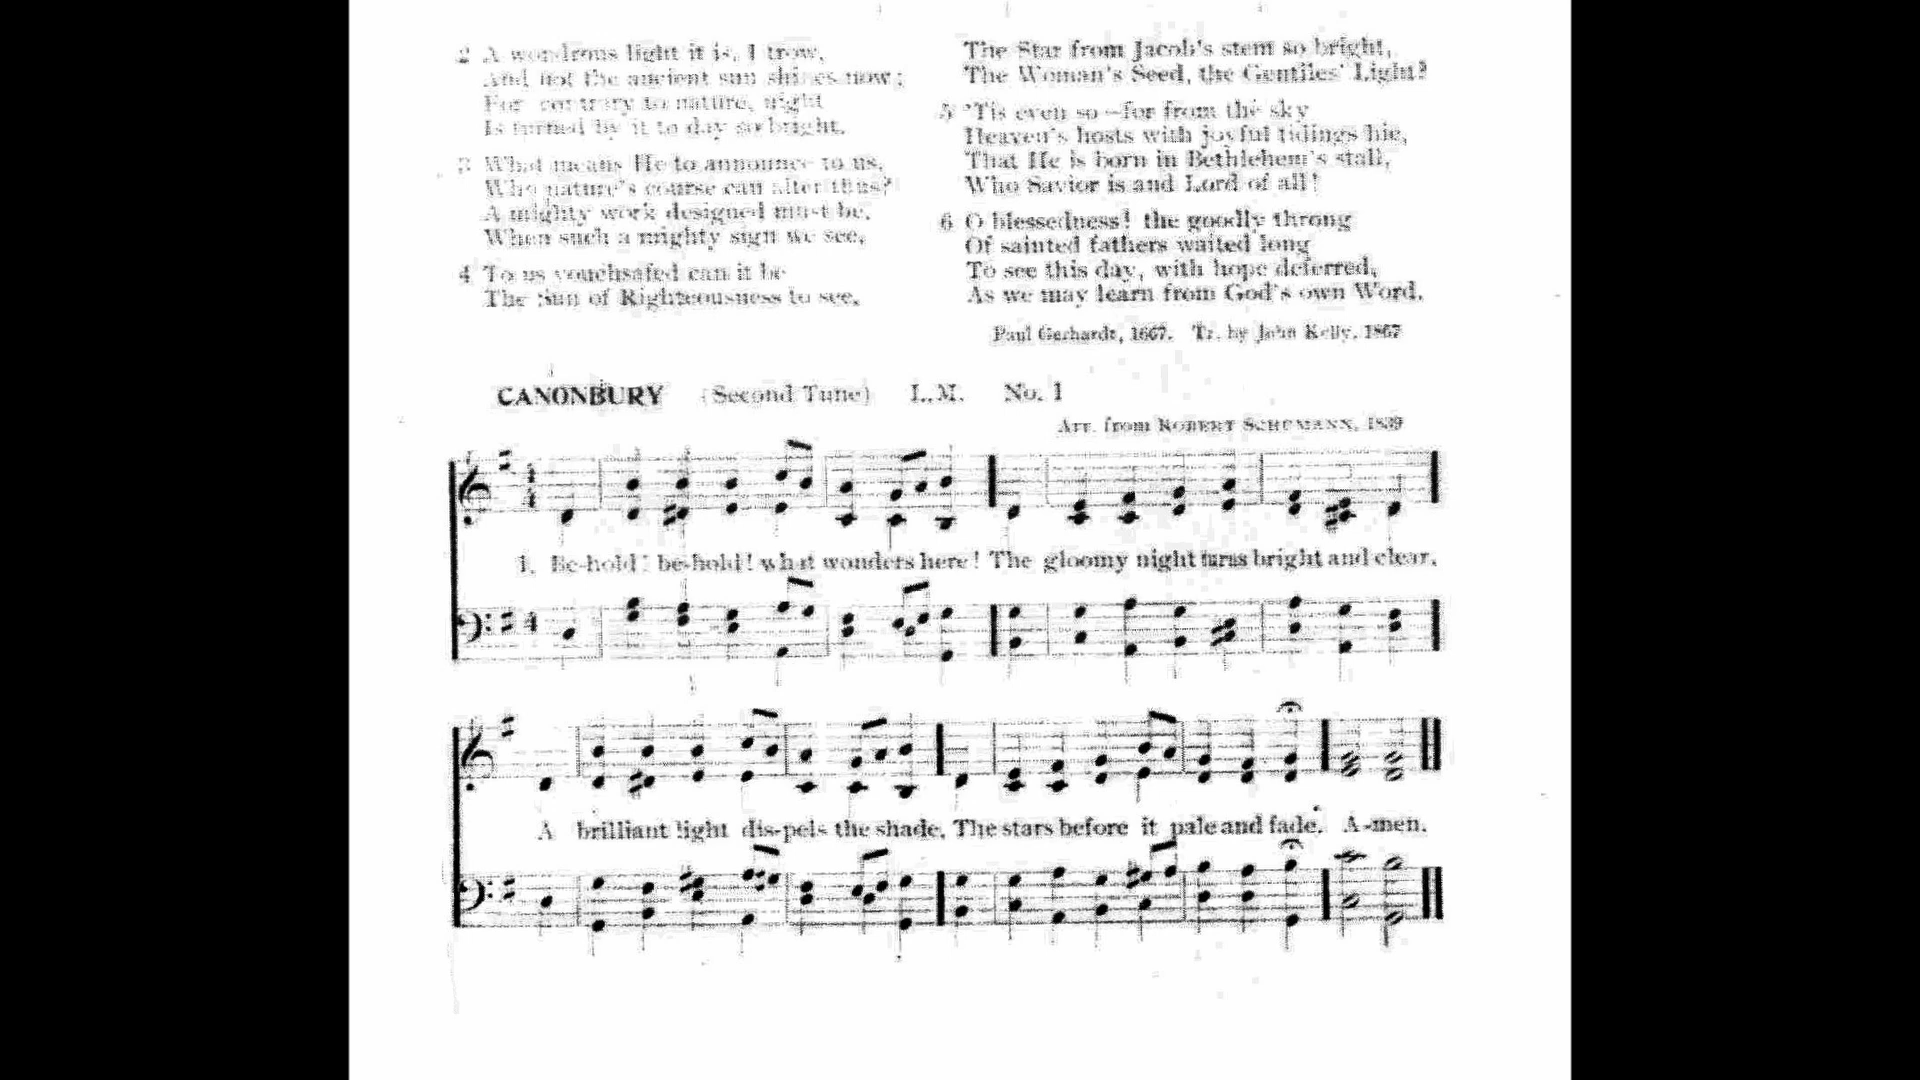 2 A wondrous light it is, I trow,
And not the ancient sun shines now;
For contrary to nature, night
Is turned by it to day so bright.
3 What means He to announce to us,
Who nature's course can alter thus?
A mighty work designed must be,
When such a mighty sign we see.
4 To us vouchsafed can it be
The Sun of Righteousness to see,
The Star from Jacob's stem so bright,
The Woman's Seed, the Gentiles' Light?
5 'Tis even so—for from the sky
Heaven's hosts with joyful tidings hie,
That He is born in Bethlehem's stall,
Who Savior is and Lord of all!
6 O blessedness! the goodly throng
Of sainted fathers waited long
To see this day, with hope deferred,
As we may learn from God's own Word.
Paul Gerhardt, 1667. Tr. by John Kelly, 1867
CANONBURY (Second Tune) L.M. No. 1
Arr. from ROBERT SCHUMANN, 1839
1. Be-hold! be-hold! what wonders here! The gloomy night turns bright and clear,
A brilliant light dis-pels the shade, The stars before it pale and fade. A-men.